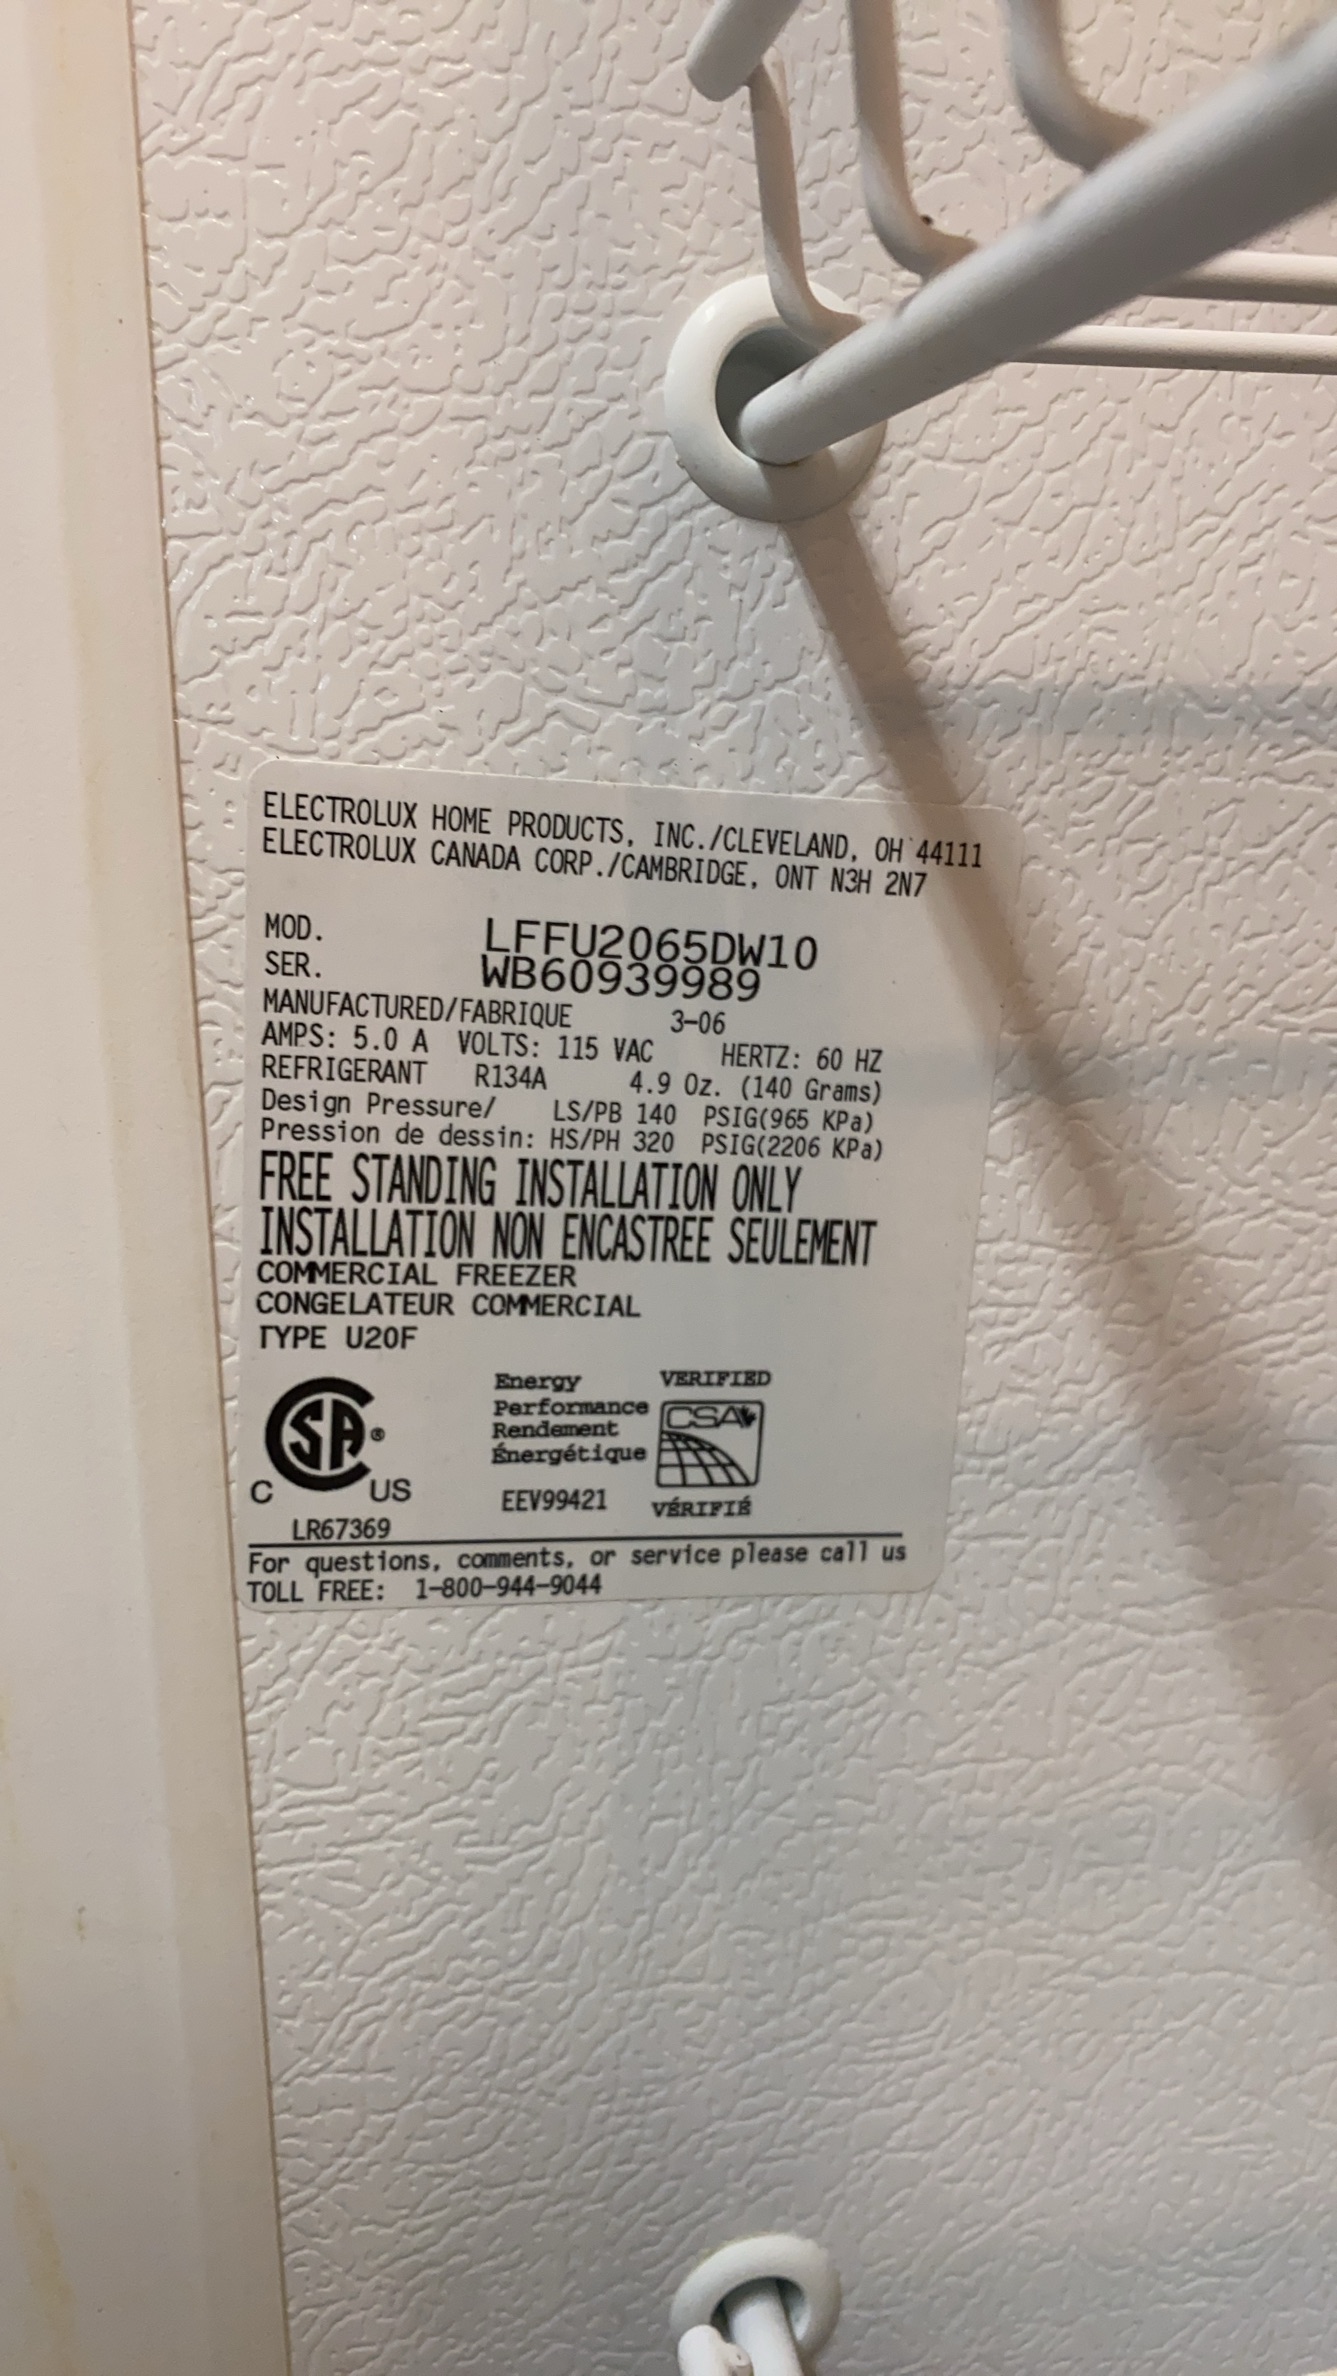 ELECTROLUX HOME PRODUCTS, INC./CLEVELAND, OH 44111
ELECTROLUX CANADA CORP./CAMBRIDGE, ONT N3H 2N7
MOD. LFFU2065DW10
SER. WB60939989
MANUFACTURED/FABRIQUE 3-06
AMPS: 5.0 A VOLTS: 115 VAC HERTZ: 60 HZ
REFRIGERANT R134A 4.9 Oz. (140 Grams)
Design Pressure/ LS/PB 140 PSIG(965 KPa)
Pression de dessin: HS/PH 320 PSIG(2206 KPa)
FREE STANDING INSTALLATION ONLY
INSTALLATION NON ENCASTREE SEULEMENT
COMMERCIAL FREEZER
CONGELATEUR COMMERCIAL
TYPE U20F
CSA®
C US
LR67369
Energy
Performance
Rendement
Énergétique
EEV99421
VERIFIED
CSA
VÉRIFIÉ
For questions, comments, or service please call us
TOLL FREE: 1-800-944-9044